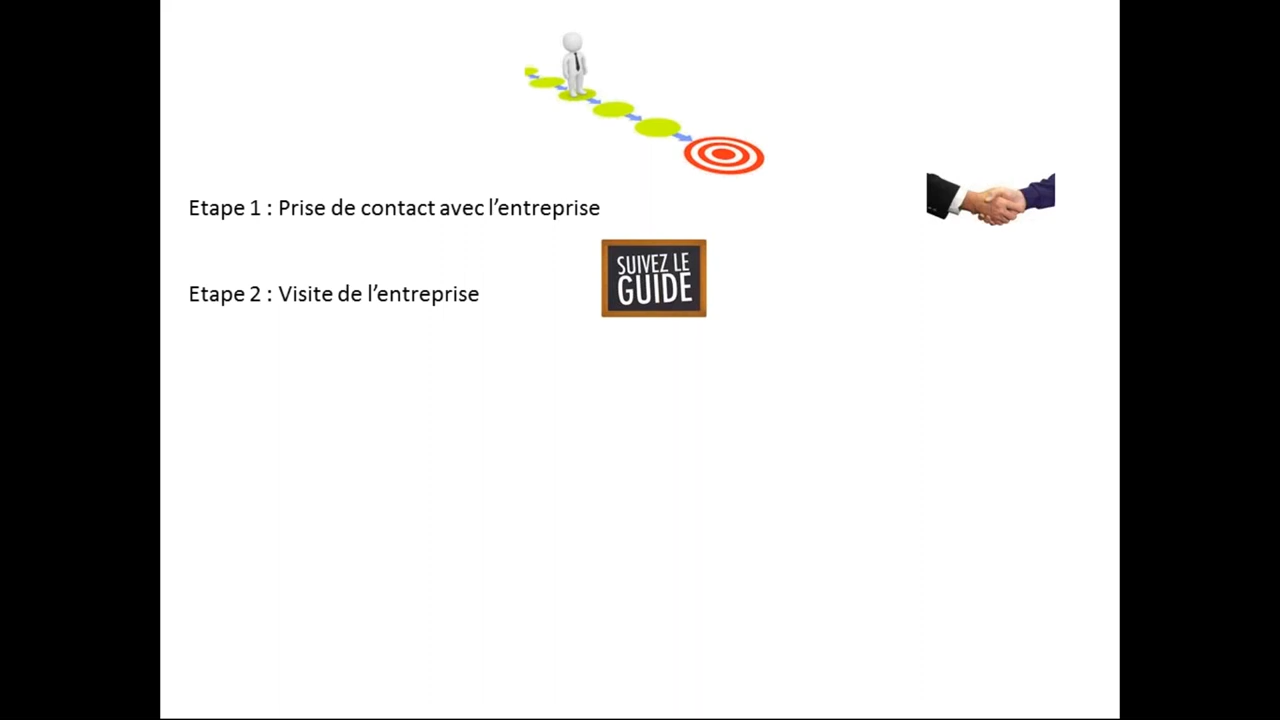 Etape 1 : Prise de contact avec l’entreprise
SUIVEZ LE
GUIDE
Etape 2 : Visite de l’entreprise